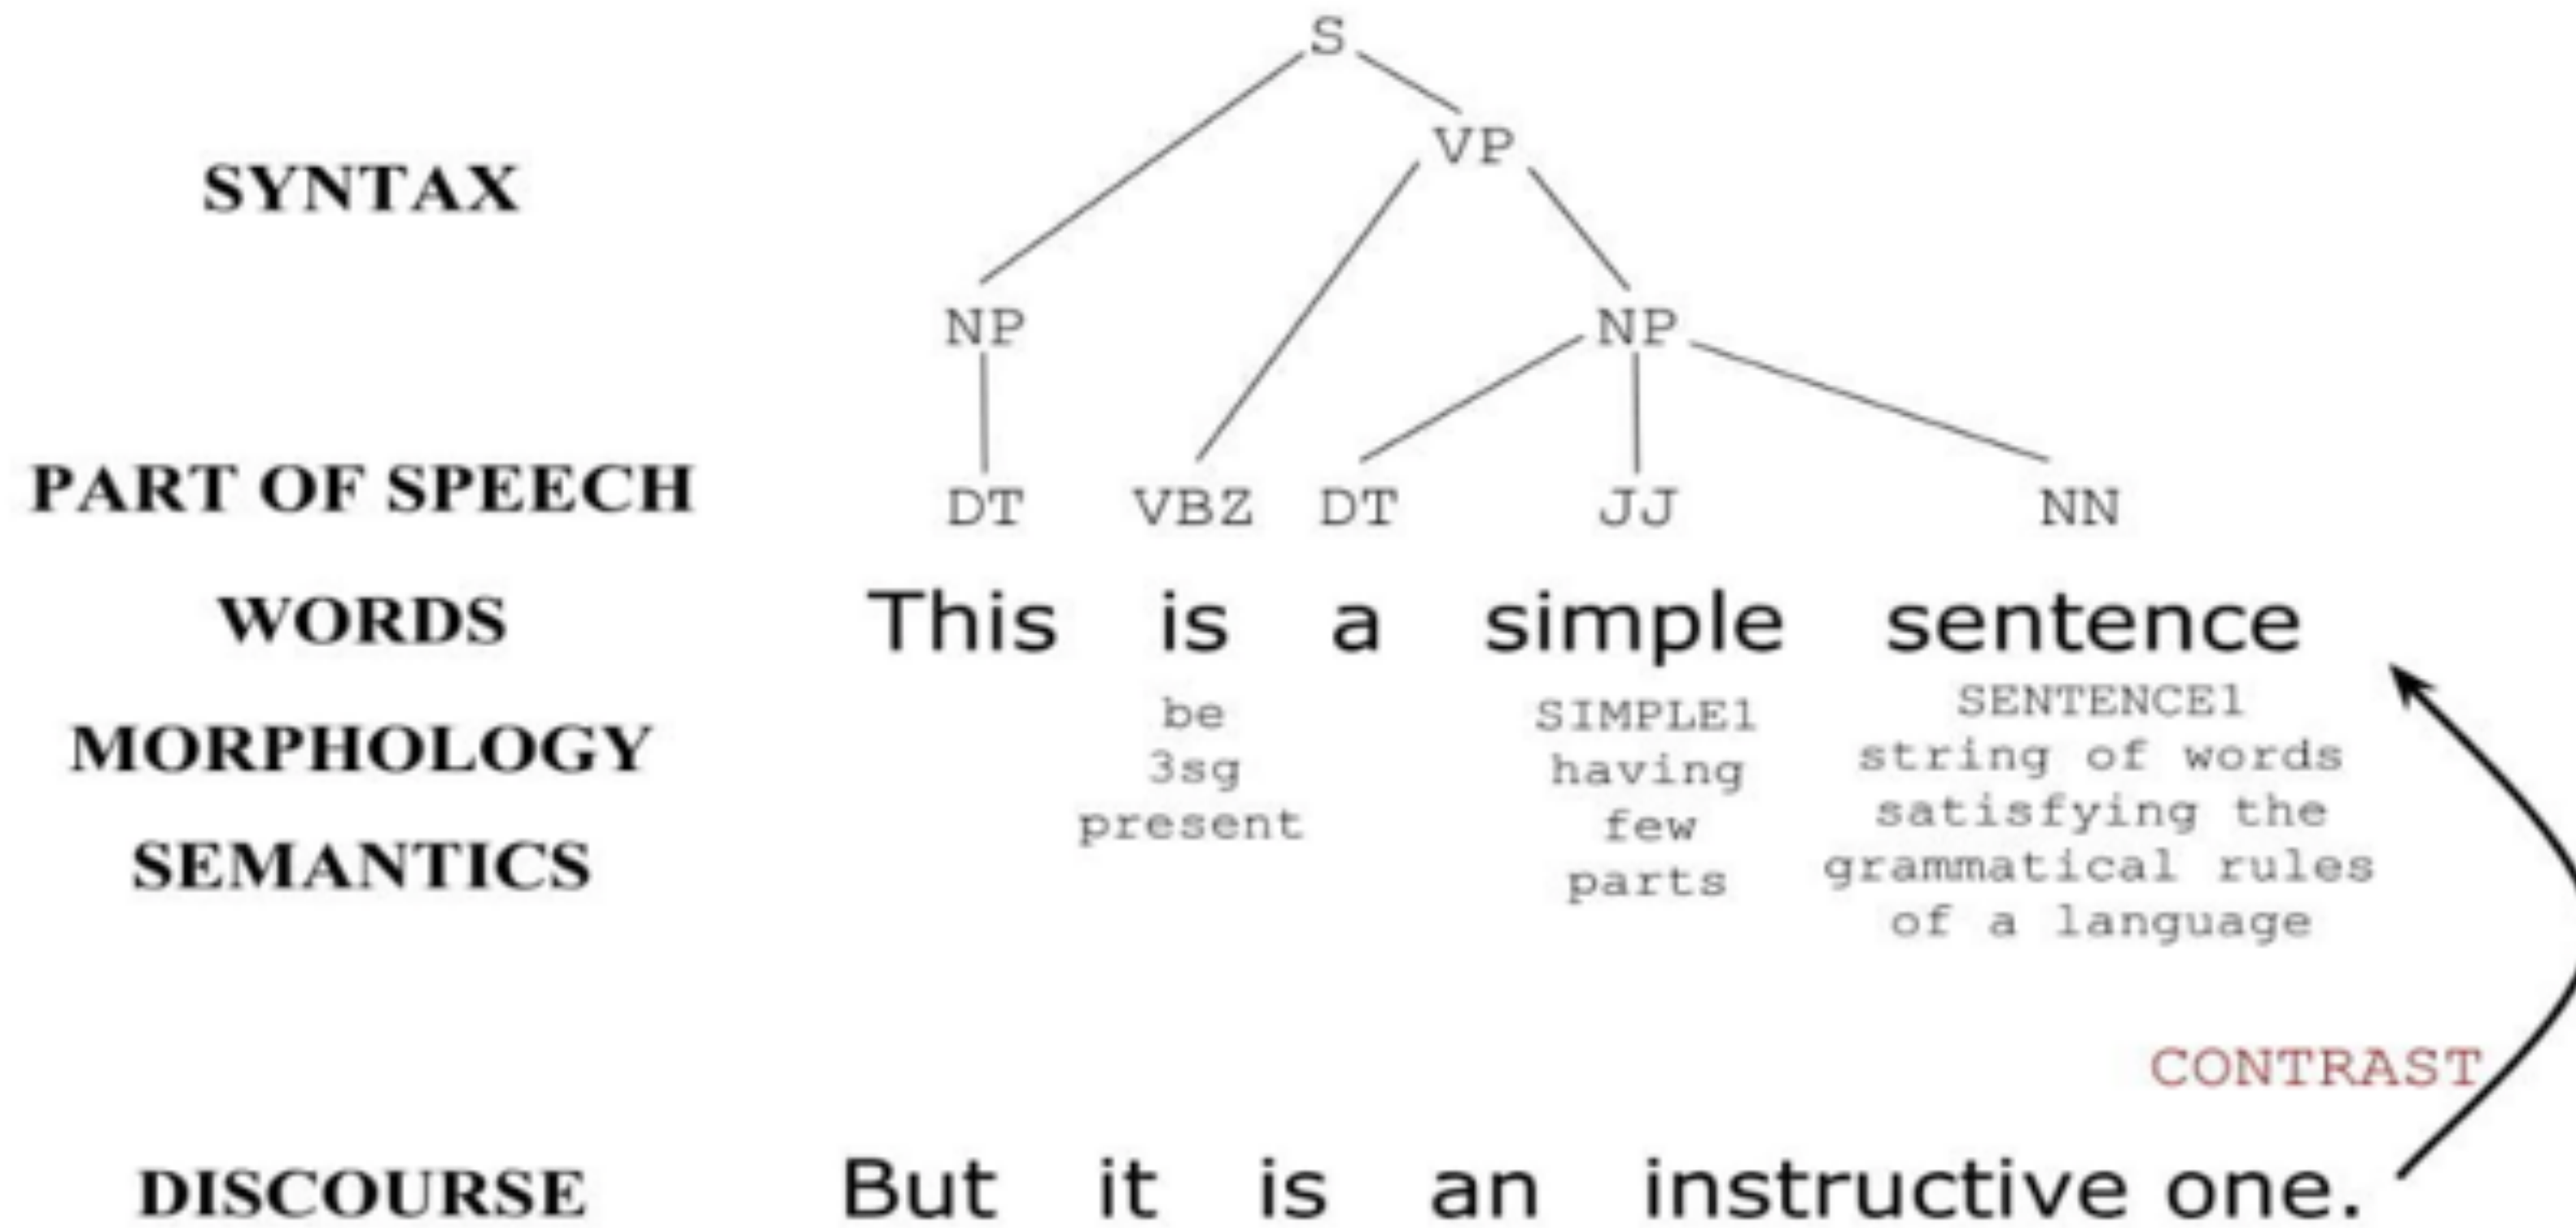 S
VP
SYNTAX
NP NP
PART OF SPEECH DT VBZ DT JJ NN
WORDS This is a simple sentence
MORPHOLOGY
SEMANTICS
be
3sg
present
SIMPLE1
having
few
parts
SENTENCE1
string of words
satisfying the
grammatical rules
of a language
CONTRAST
DISCOURSE But it is an instructive one.